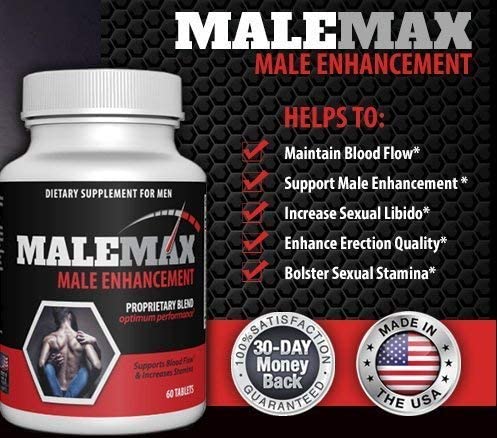 MALEMAX
MALE ENHANCEMENT
HELPS TO:
Maintain Blood Flow*
Support Male Enhancement *
Increase Sexual Libido*
Enhance Erection Quality*
Bolster Sexual Stamina*
DIETARY SUPPLEMENT FOR MEN
MALEMAX
MALE ENHANCEMENT
PROPRIETARY BLEND
optimum performance
Supports Blood Flow
& Increases Stamina
60 TABLETS
100% SATISFACTION
30-DAY
Money
Back
GUARANTEED
MADE IN
THE USA